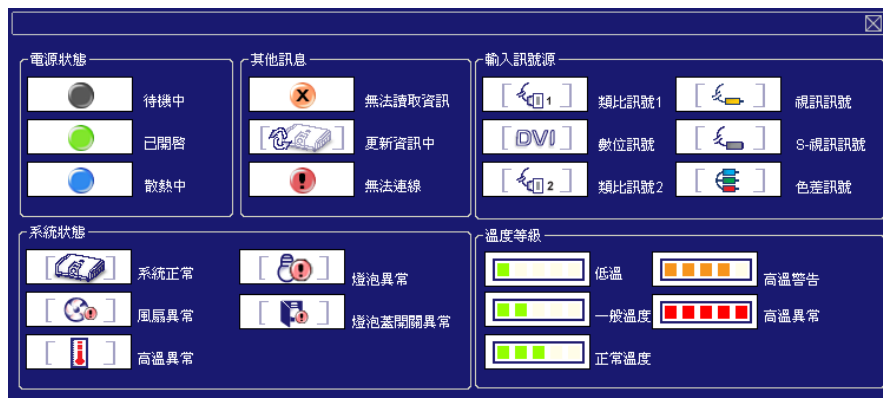 電源狀態
待機中
已開啓
散熱中
其他訊息
無法讀取資訊
更新資訊中
無法連線
輸入訊號源
1 類比訊號1
視訊訊號
DVI 數位訊號
S-視訊訊號
2 類比訊號2
色差訊號
系統狀態
系統正常
燈泡異常
風扇異常
燈泡蓋開關異常
高溫異常
溫度等級
低溫
高溫警告
一般溫度
高溫異常
正常溫度